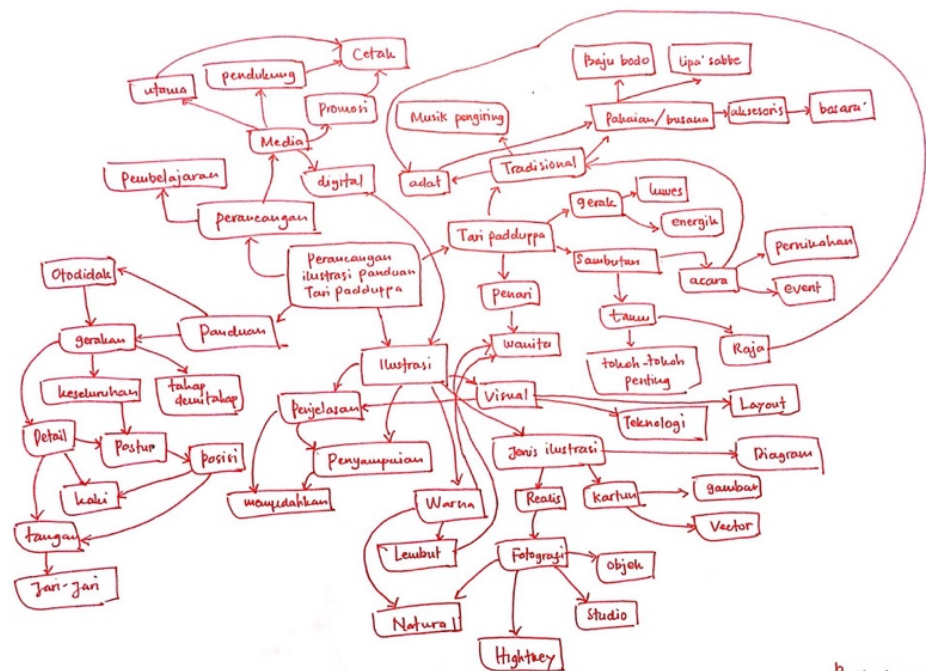 Cetak
pendukung
utama
promosi
Media
digital
pembelajaran
perancangan
Baju bodo
lipa' sabbe
Pakaian/busana
aksesoris
basara'
Musik pengiring
Tradisional
adat
gerak
luwes
energik
Tari padduppa
Sambutan
pernikahan
acara
event
Perancangan
ilustrasi panduan
Tari padduppa
penari
tamu
Raja
wanita
tokoh-tokoh
penting
Otodidak
Panduan
gerakan
keseluruhan
tahap
demi tahap
Detail
Postur
posisi
kaki
tangan
Jari-Jari
Ilustrasi
Visual
Layout
Teknologi
Penjelasan
Penyampaian
Jenis ilustrasi
Diagram
Realis
kartun
gambar
Vector
Warna
Lembut
Fotografi
objek
studio
Natural
Hightkey